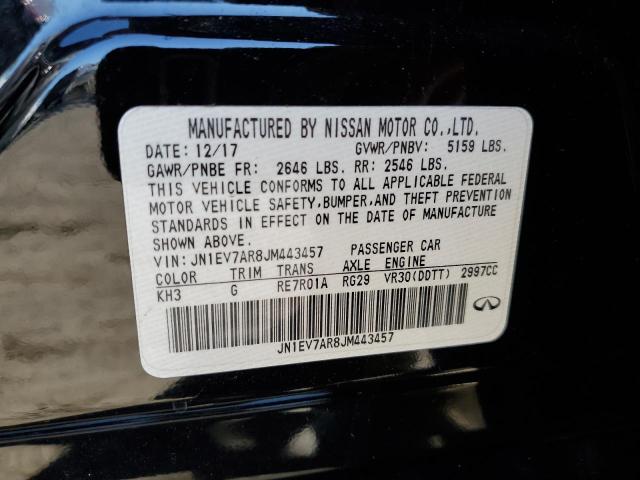 MANUFACTURED BY NISSAN MOTOR CO.,LTD.
DATE: 12/17 GVWR/PNBV: 5159 LBS.
GAWR/PNBE FR: 2646 LBS. RR: 2546 LBS.
THIS VEHICLE CONFORMS TO ALL APPLICABLE FEDERAL
MOTOR VEHICLE SAFETY,BUMPER,AND THEFT PREVENTION
STANDARDS IN EFFECT ON THE DATE OF MANUFACTURE
SHOWN ABOVE.
VIN: JN1EV7AR8JM443457 PASSENGER CAR
COLOR TRIM TRANS AXLE ENGINE
KH3 G RE7R01A RG29 VR30(DDTT) 2997CC
JN1EV7AR8JM443457